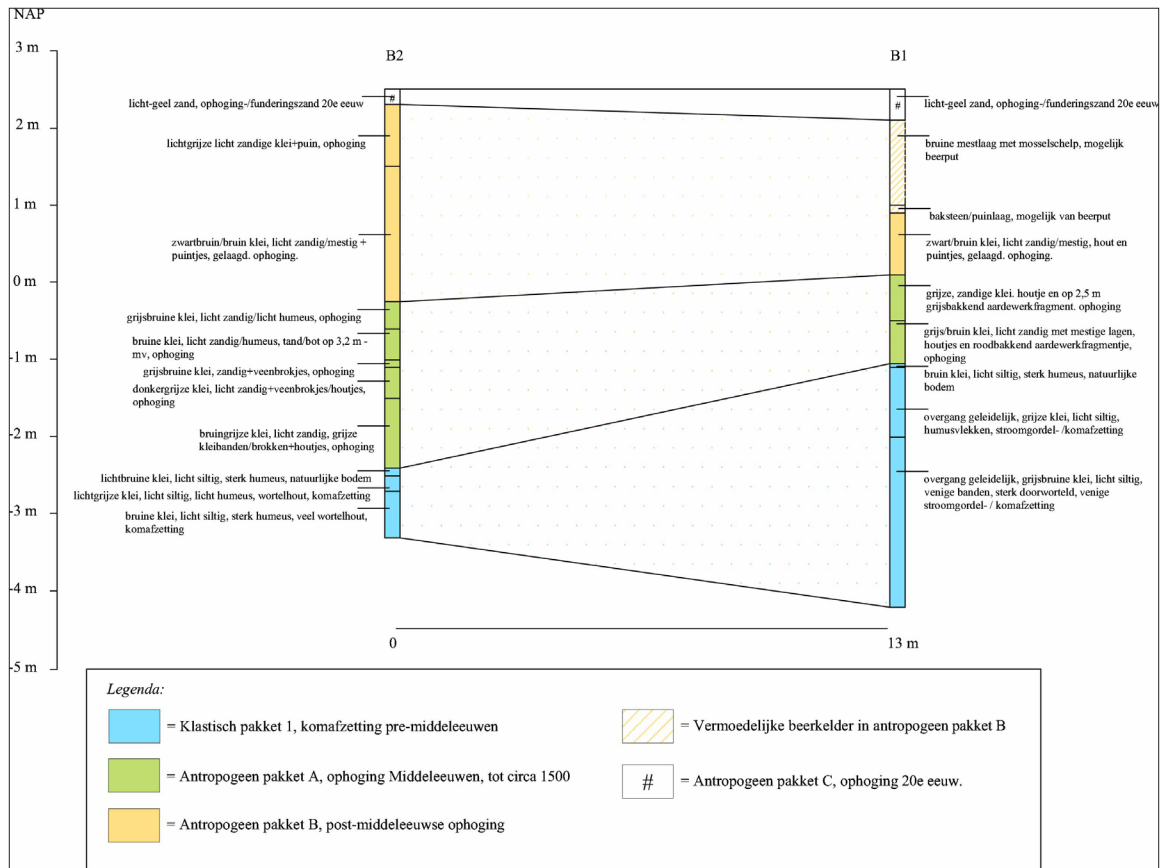 NAP
3 m
2 m
1 m
0 m
-1 m
-2 m
-3 m
-4 m
-5 m
B2
#
licht-geel zand, ophoging-/funderingszand 20e eeuw
lichtgrijze licht zandige klei+puin, ophoging
zwartbruin/bruin klei, licht zandig/mestig +
puintjes, gelaagd. ophoging.
grijsbruine klei, licht zandig/licht humeus, ophoging
bruine klei, licht zandig/humeus, tand/bot op 3,2 m -
mv, ophoging
grijsbruine klei, zandig+veenbrokjes, ophoging
donkergrijze klei, licht zandig+veenbrokjes/houtjes,
ophoging
bruingrijze klei, licht zandig, grijze
kleibanden/brokken+houtjes, ophoging
lichtbruine klei, licht siltig, sterk humeus, natuurlijke bodem
lichtgrijze klei, licht siltig, licht humeus, wortelhout, komafzetting
bruine klei, licht siltig, sterk humeus, veel wortelhout,
komafzetting
B1
#
licht-geel zand, ophoging-/funderingszand 20e eeuw
bruine mestlaag met mosselschelp, mogelijk
beerput
baksteen/puinlaag, mogelijk van beerput
zwart/bruin klei, licht zandig/mestig, hout en
puintjes, gelaagd. ophoging.
grijze, zandige klei. houtje en op 2,5 m
grijsbakkend aardewerkfragment. ophoging
grijs/bruin klei, licht zandig met mestige lagen,
houtjes en roodbakkend aardewerkfragmentje,
ophoging
bruin klei, licht siltig, sterk humeus, natuurlijke
bodem
overgang geleidelijk, grijze klei, licht siltig,
humusvlekken, stroomgordel- /komafzetting
overgang geleidelijk, grijsbruine klei, licht siltig,
venige banden, sterk doorworteld, venige
stroomgordel- / komafzetting
0
13 m
Legenda:
= Klastisch pakket 1, komafzetting pre-middeleeuwen
= Antropogeen pakket A, ophoging Middeleeuwen, tot circa 1500
= Antropogeen pakket B, post-middeleeuwse ophoging
= Vermoedelijke beerkelder in antropogeen pakket B
# = Antropogeen pakket C, ophoging 20e eeuw.